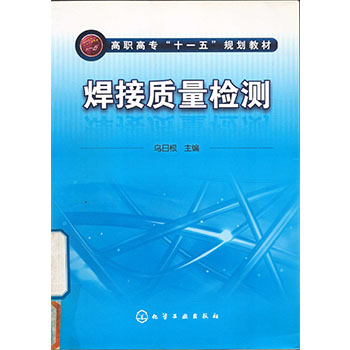 高职高专“十一五”规划教材
焊接质量检测
乌日根 主编
化学工业出版社